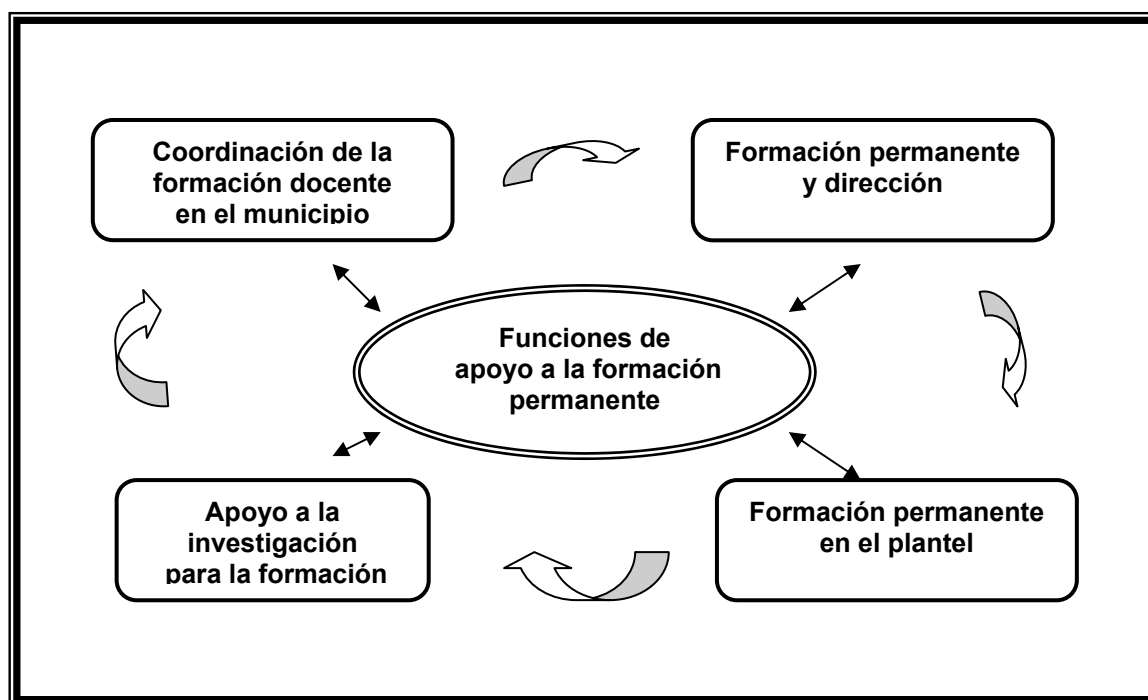 Coordinación de la
formación docente
en el municipio
Formación permanente
y dirección
Funciones de
apoyo a la formación
permanente
Apoyo a la
investigación
para la formación
Formación permanente
en el plantel